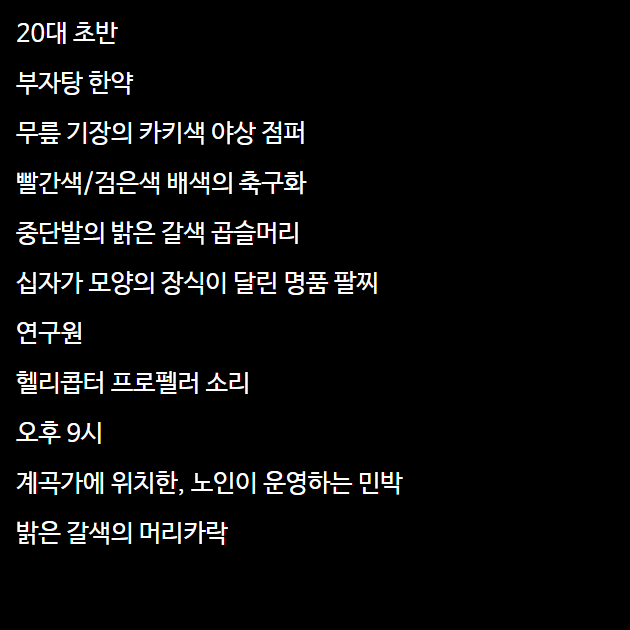 20대 초반
부자탕 한약
무릎 기장의 카키색 야상 점퍼
빨간색/검은색 배색의 축구화
중단발의 밝은 갈색 곱슬머리
십자가 모양의 장식이 달린 명품 팔찌
연구원
헬리콥터 프로펠러 소리
오후 9시
계곡가에 위치한, 노인이 운영하는 민박
밝은 갈색의 머리카락